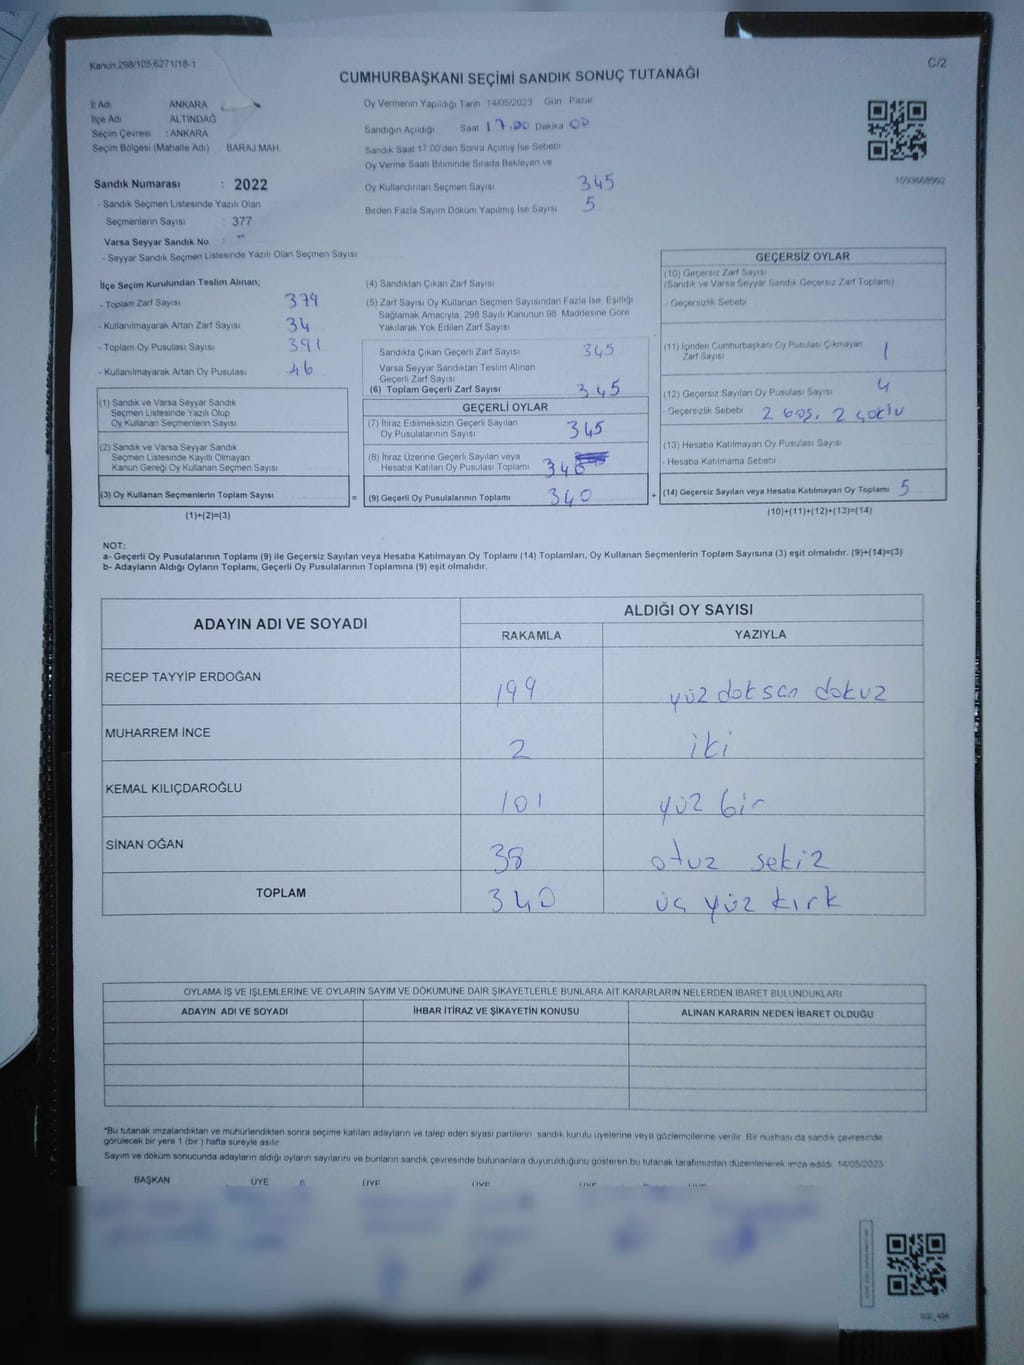 Kanun:298/105,6271/18-1
C/2
CUMHURBAŞKANI SEÇİMİ SANDIK SONUÇ TUTANAĞI
İl Adı ANKARA
İlçe Adı ALTINDAĞ
Seçim Çevresi : ANKARA
Seçim Bölgesi (Mahalle Adı) BARAJ MAH
Sandık Numarası : 2022
- Sandık Seçmen Listesinde Yazılı Olan
Seçmenlerin Sayısı : 377
Varsa Seyyar Sandık No
- Seyyar Sandık Seçmen Listesinde Yazılı Olan Seçmen Sayısı
Oy Vermenin Yapıldığı Tarih 14/05/2023 Gün Pazar
Sandığın Açıldığı Saat 17.00 Dakika 00
Sandık Saat 17:00'den Sonra Açılmış İse Sebebi
Oy Verme Saati Bitiminde Sırada Bekleyen ve
Oy Kullandırılan Seçmen Sayısı 345
Birden Fazla Sayım Döküm Yapılmış İse Sayısı 5
1093668992
İlçe Seçim Kurulundan Teslim Alınan;
- Toplam Zarf Sayısı 379
- Kullanılmayarak Artan Zarf Sayısı 34
- Toplam Oy Pusulası Sayısı 391
- Kullanılmayarak Artan Oy Pusulası 46
(1) Sandık ve Varsa Seyyar Sandık
Seçmen Listesinde Yazılı Olup
Oy Kullanan Seçmenlerin Sayısı
(2) Sandık ve Varsa Seyyar Sandık
Seçmen Listesinde Kayıtlı Olmayan
Kanun Gereği Oy Kullanan Seçmen Sayısı
(3) Oy Kullanan Seçmenlerin Toplam Sayısı
(1)+(2)=(3)
(4) Sandıktan Çıkan Zarf Sayısı
(5) Zarf Sayısı Oy Kullanan Seçmen Sayısından Fazla İse, Eşitliği
Sağlamak Amacıyla, 298 Sayılı Kanunun 98. Maddesine Göre
Yakılarak Yok Edilen Zarf Sayısı
Sandıkta Çıkan Geçerli Zarf Sayısı 345
Varsa Seyyar Sandıktan Teslim Alınan
Geçerli Zarf Sayısı
(6) Toplam Geçerli Zarf Sayısı 345
GEÇERLİ OYLAR
(7) İtiraz Edilmeksizin Geçerli Sayılan
Oy Pusulalarının Sayısı 345
(8) İtiraz Üzerine Geçerli Sayılan veya
Hesaba Katılan Oy Pusulası Toplamı 340
= (9) Geçerli Oy Pusulalarının Toplamı 340
GEÇERSİZ OYLAR
(10) Geçersiz Zarf Sayısı
(Sandık ve Varsa Seyyar Sandık Geçersiz Zarf Toplamı)
- Geçersizlik Sebebi
(11) İçinden Cumhurbaşkanı Oy Pusulası Çıkmayan
Zarf Sayısı 1
(12) Geçersiz Sayılan Oy Pusulası Sayısı 4
- Geçersizlik Sebebi 2 boş, 2 çoklu
(13) Hesaba Katılmayan Oy Pusulası Sayısı
- Hesaba Katılmama Sebebi
+ (14) Geçersiz Sayılan veya Hesaba Katılmayan Oy Toplamı 5
(10)+(11)+(12)+(13)=(14)
NOT:
a- Geçerli Oy Pusulalarının Toplamı (9) ile Geçersiz Sayılan veya Hesaba Katılmayan Oy Toplamı (14) Toplamları, Oy Kullanan Seçmenlerin Toplam Sayısına (3) eşit olmalıdır. (9)+(14)=(3)
b- Adayların Aldığı Oyların Toplamı, Geçerli Oy Pusulalarının Toplamına (9) eşit olmalıdır.
ADAYIN ADI VE SOYADI
ALDIĞI OY SAYISI
RAKAMLA YAZIYLA
RECEP TAYYİP ERDOĞAN 199 yüz doksan dokuz
MUHARREM İNCE 2 iki
KEMAL KILIÇDAROĞLU 101 yüz bir
SİNAN OĞAN 38 otuz sekiz
TOPLAM 340 üç yüz kırk
OYLAMA İŞ VE İŞLEMLERİNE VE OYLARIN SAYIM VE DÖKÜMÜNE DAİR ŞİKAYETLERLE BUNLARA AİT KARARLARIN NELERDEN İBARET BULUNDUKLARI
ADAYIN ADI VE SOYADI İHBAR İTİRAZ VE ŞİKAYETİN KONUSU ALINAN KARARIN NEDEN İBARET OLDUĞU
*Bu tutanak imzalandıktan ve mühürlendikten sonra seçime katılan adayların ve talep eden siyasi partilerin sandık kurulu üyelerine veya gözlemcilerine verilir. Bir nüshası da sandık çevresinde
görülecek bir yere 1 (bir ) hafta süreyle asılır.
Sayım ve döküm sonucunda adayların aldığı oyların sayılarını ve bunların sandık çevresinde bulunanlara duyurulduğunu gösteren bu tutanak tarafımızdan düzenlenerek imza edildi. 14/05/2023
BAŞKAN ÜYE ÜYE ÜYE ÜYE